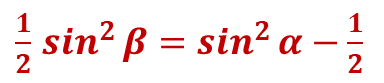 1/2 sin² β = sin² α − 1/2